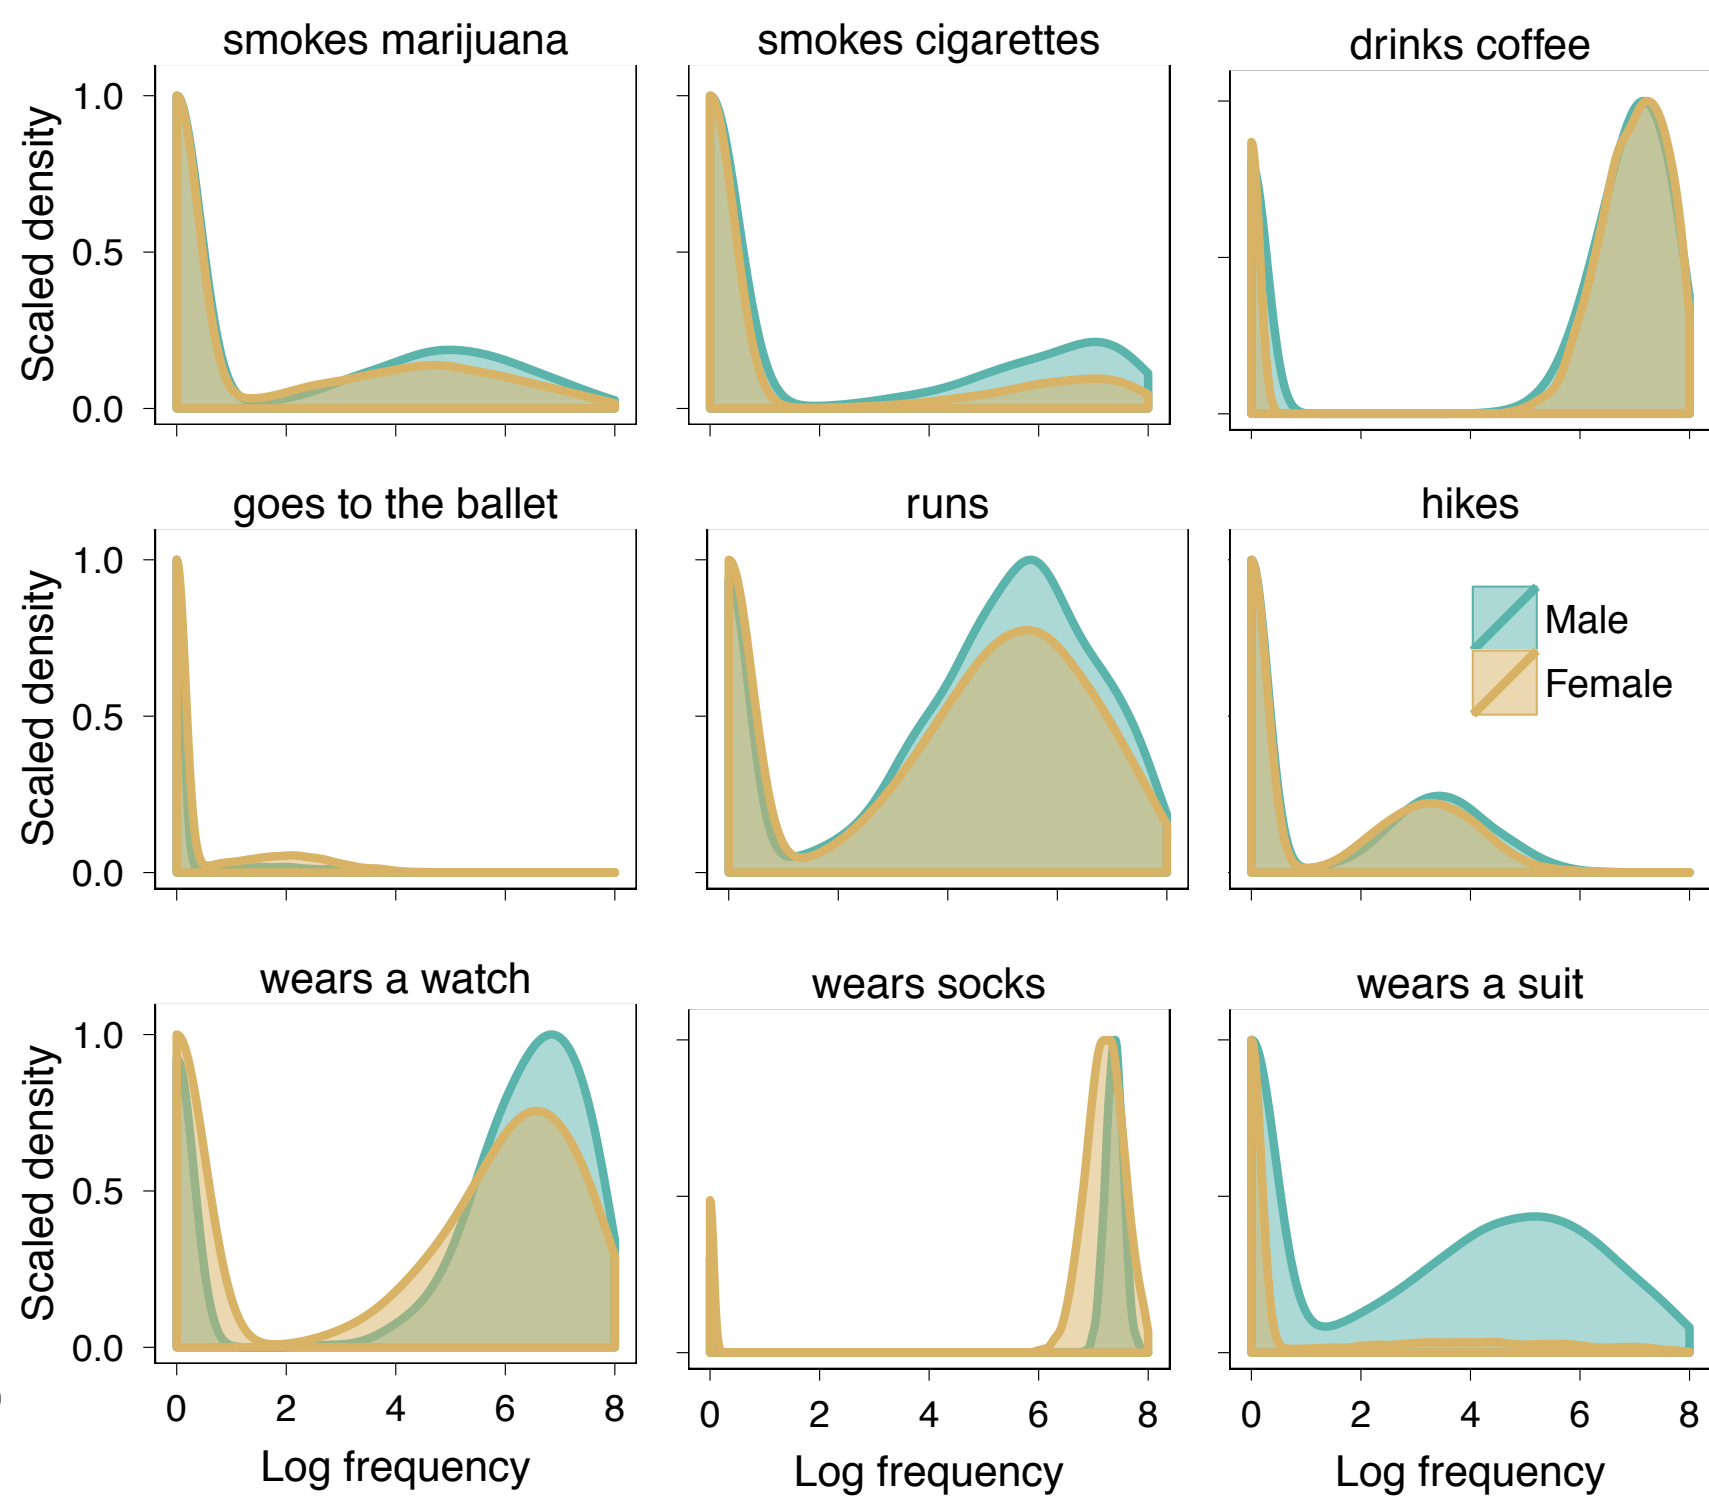 smokes marijuana
smokes cigarettes
drinks coffee
Scaled density
1.0
0.5
0.0
goes to the ballet
runs
hikes
Scaled density
1.0
0.5
0.0
Male
Female
wears a watch
wears socks
wears a suit
Scaled density
1.0
0.5
0.0
0 2 4 6 8
0 2 4 6 8
0 2 4 6 8
Log frequency
Log frequency
Log frequency